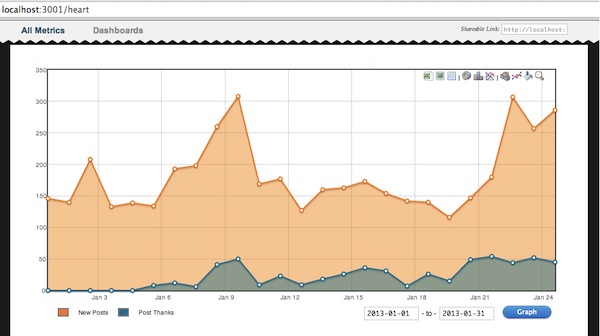 localhost:3001/heart
All Metrics Dashboards Shareable Link: http://localhost:
350
300
250
200
150
100
50
0
Jan 3 Jan 6 Jan 9 Jan 12 Jan 15 Jan 18 Jan 21 Jan 24
New Posts Post Thanks 2013-01-01 - to - 2013-01-31 Graph